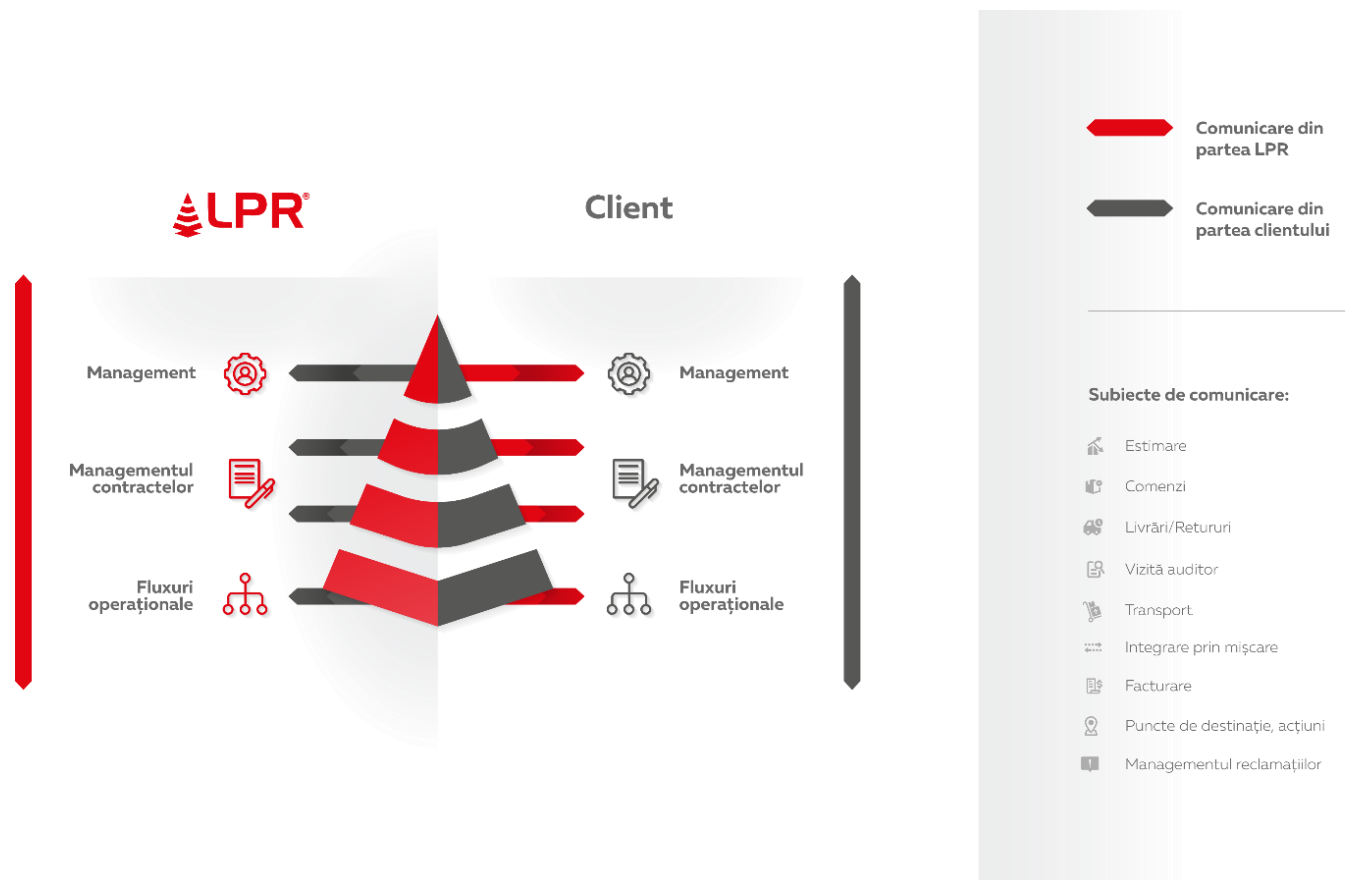 LPR®
Client
Management
Managementul
contractelor
Fluxuri
operaționale
Management
Managementul
contractelor
Fluxuri
operaționale
Comunicare din
partea LPR
Comunicare din
partea clientului
Subiecte de comunicare:
Estimare
Comenzi
Livrări/Retururi
Vizită auditor
Transport
Integrare prin mișcare
Facturare
Puncte de destinație, acțiuni
Managementul reclamațiilor